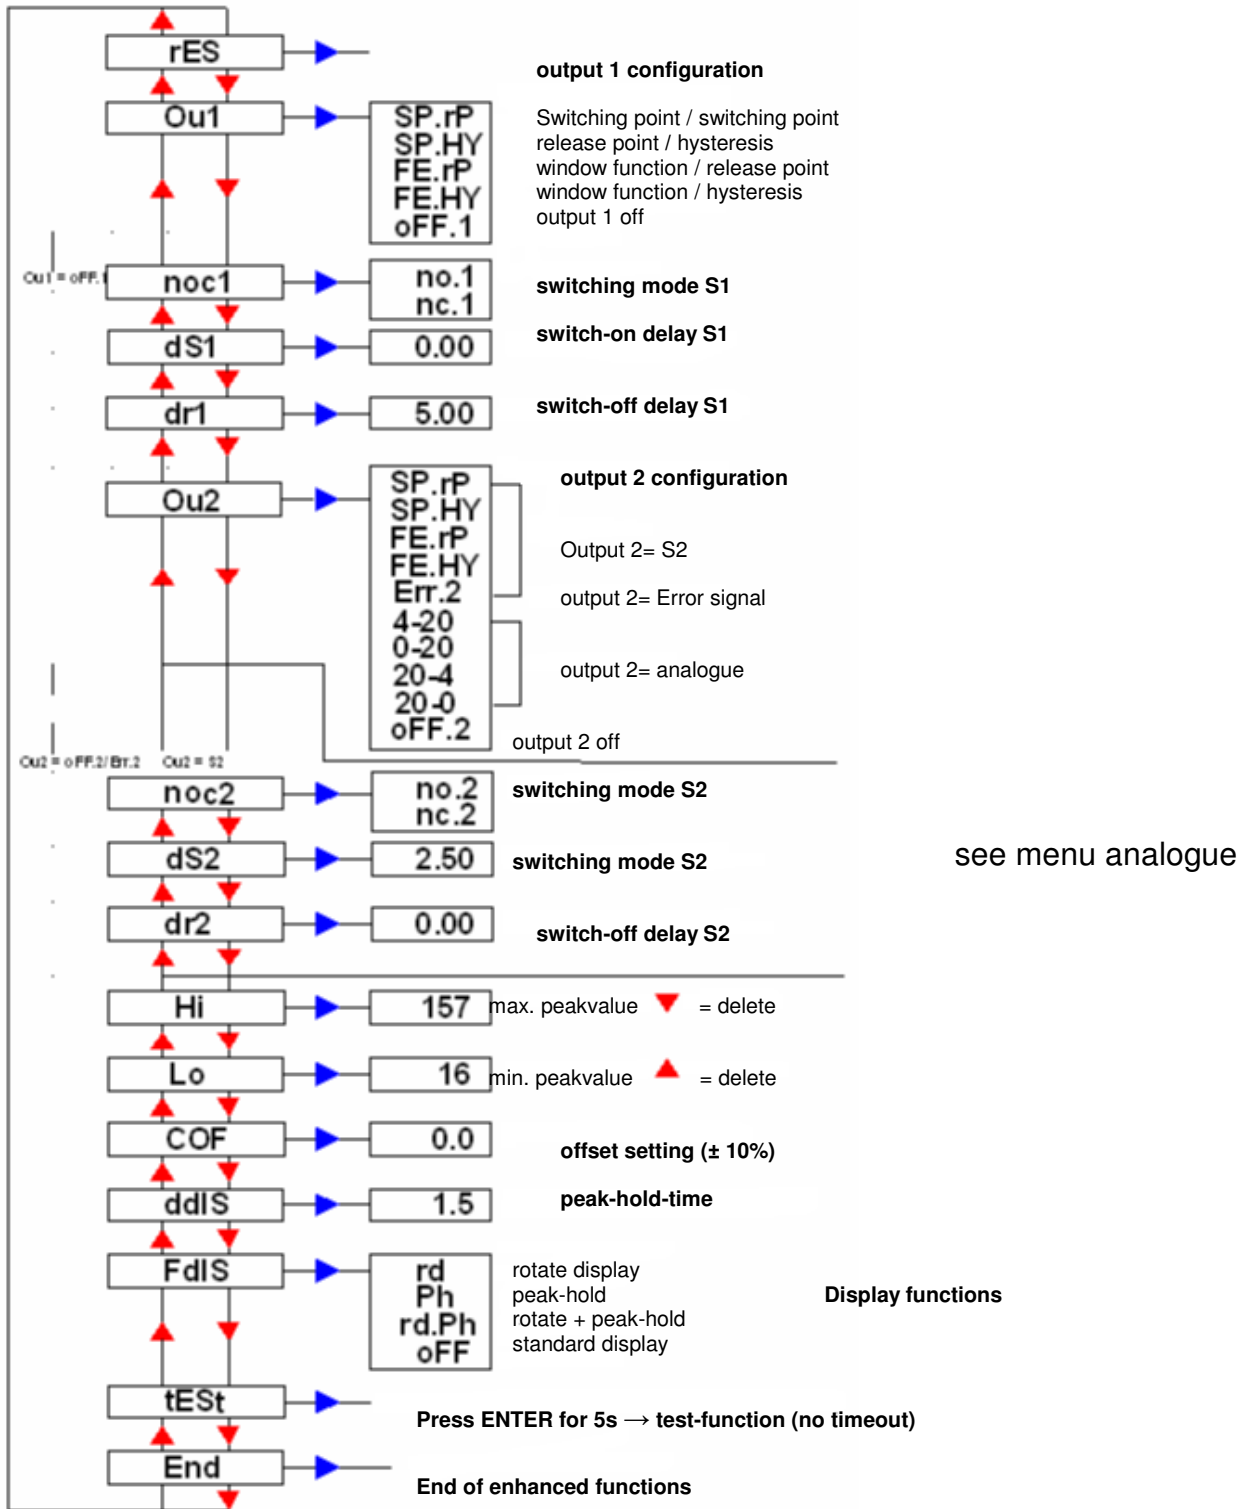 rES
output 1 configuration
Ou1
SP.rP
SP.HY
FE.rP
FE.HY
oFF.1
Switching point / switching point
release point / hysteresis
window function / release point
window function / hysteresis
output 1 off
Ou1 = oFF.1
noc1
no.1
nc.1
switching mode S1
dS1
0.00
switch-on delay S1
dr1
5.00
switch-off delay S1
Ou2
SP.rP
SP.HY
FE.rP
FE.HY
Err.2
4-20
0-20
20-4
20-0
oFF.2
output 2 configuration
Output 2= S2
output 2= Error signal
output 2= analogue
output 2 off
Ou2 = oFF.2/ Err.2
Ou2 = S2
noc2
no.2
nc.2
switching mode S2
dS2
2.50
switching mode S2
see menu analogue
dr2
0.00
switch-off delay S2
Hi
157
max. peakvalue = delete
Lo
16
min. peakvalue = delete
COF
0.0
offset setting (± 10%)
ddIS
1.5
peak-hold-time
FdIS
rd
Ph
rd.Ph
oFF
rotate display
peak-hold
rotate + peak-hold
standard display
Display functions
tESt
Press ENTER for 5s → test-function (no timeout)
End
End of enhanced functions